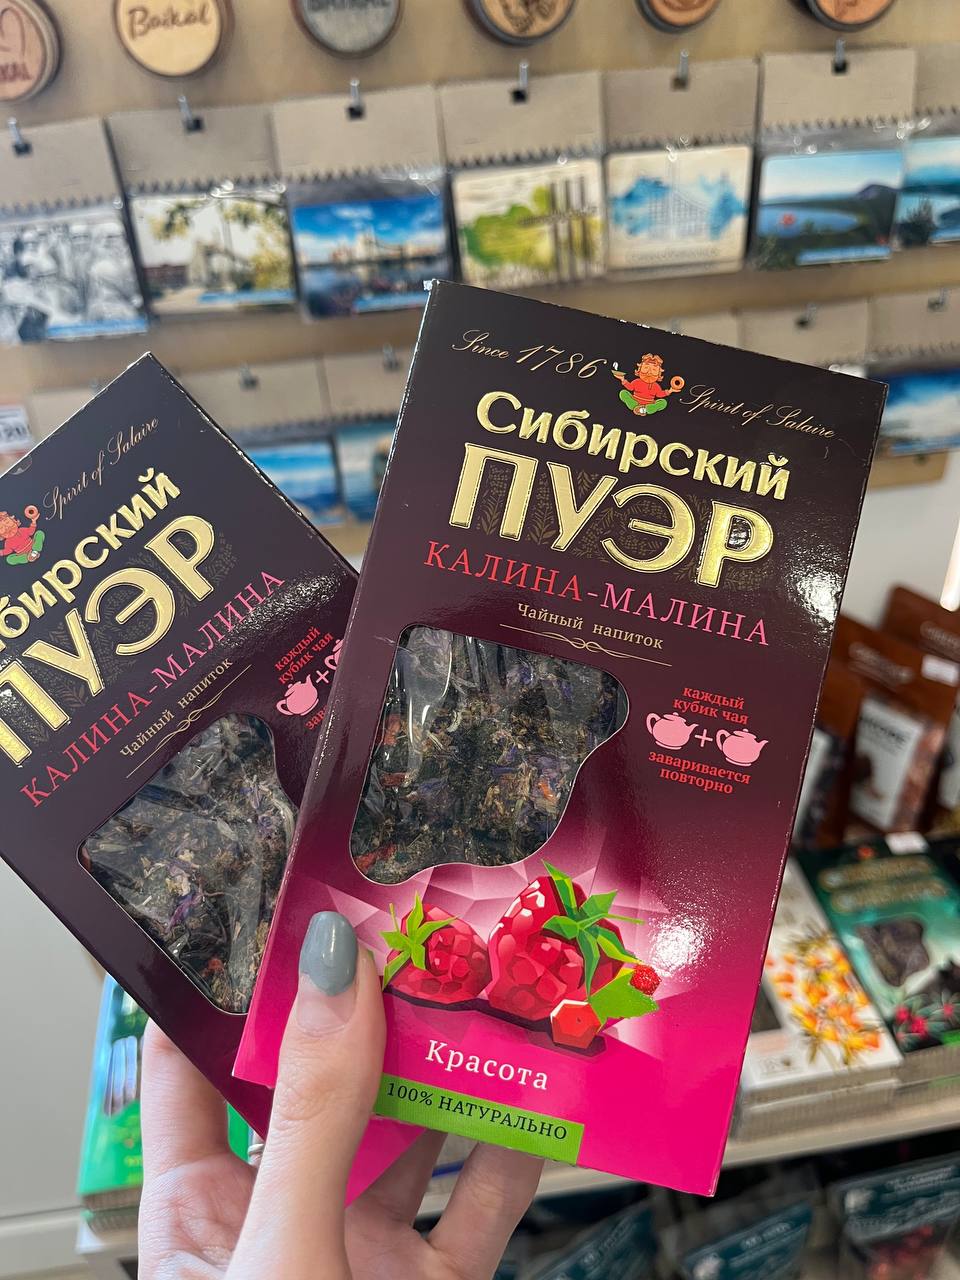 Baikal
BAIKAL
Since 1786
Spirit of Salaire
Сибирский
ПУЭР
КАЛИНА-МАЛИНА
Чайный напиток
каждый
кубик чая
+
заваривается
повторно
Красота
100% НАТУРАЛЬНО
Spirit of Salaire
ПУЭР
КАЛИНА-МАЛИНА
Чайный напиток
каждый
кубик чая
+